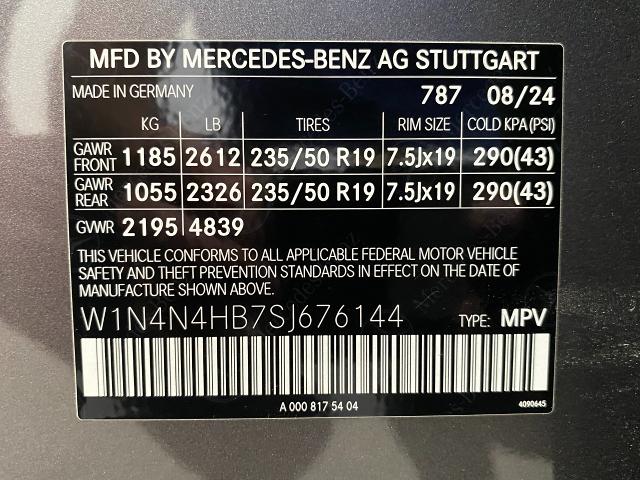 MFD BY MERCEDES-BENZ AG STUTTGART
MADE IN GERMANY 787 08/24
KG LB TIRES RIM SIZE COLD KPA(PSI)
GAWR FRONT 1185 2612 235/50 R19 7.5Jx19 290(43)
GAWR REAR 1055 2326 235/50 R19 7.5Jx19 290(43)
GVWR 2195 4839
THIS VEHICLE CONFORMS TO ALL APPLICABLE FEDERAL MOTOR VEHICLE
SAFETY AND THEFT PREVENTION STANDARDS IN EFFECT ON THE DATE OF
MANUFACTURE SHOWN ABOVE.
W1N4N4HB7SJ676144 TYPE: MPV
A 000 817 54 04 4090645